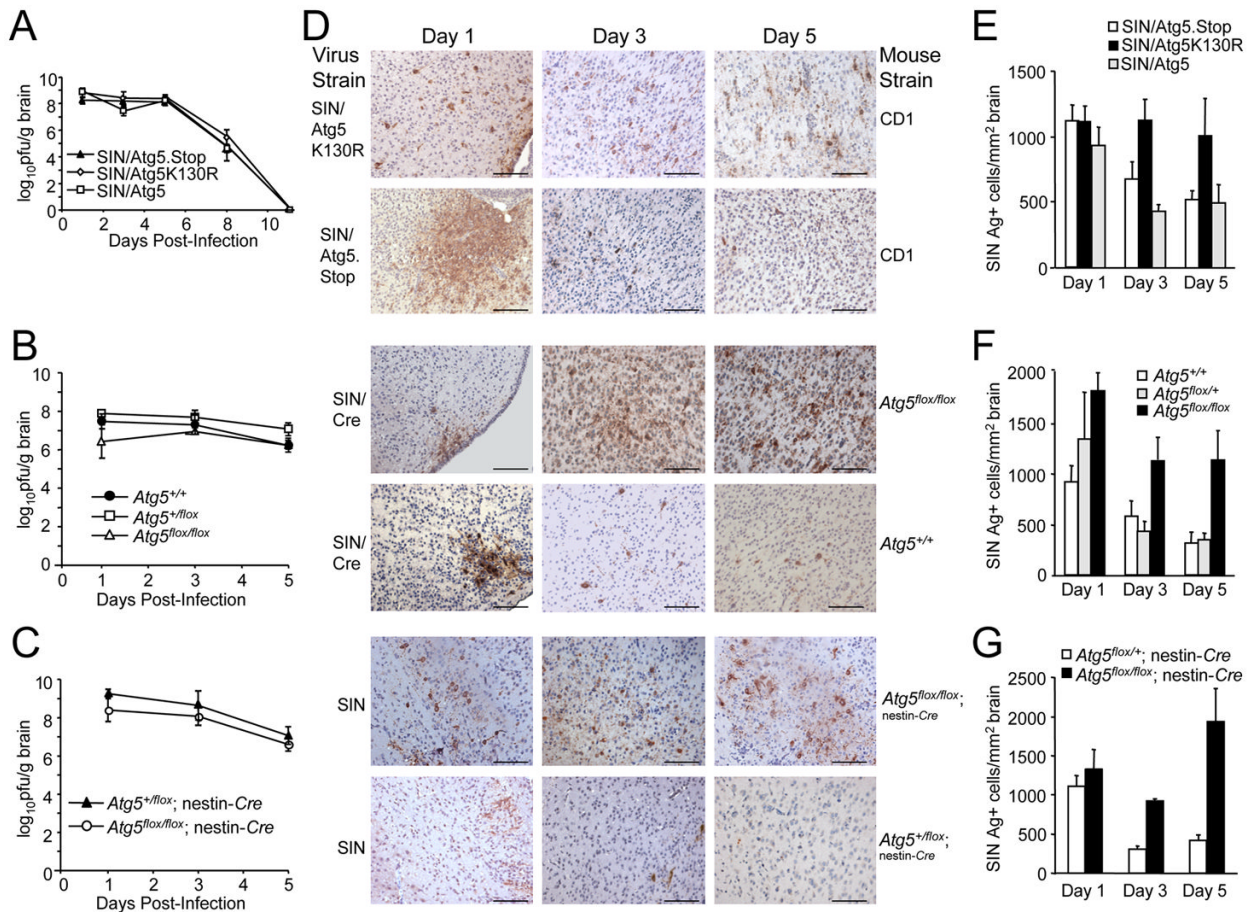 A
log10pfu/g brain
10
8
6
4
2
0
SIN/Atg5.Stop
SIN/Atg5K130R
SIN/Atg5
0 2 4 6 8 10
Days Post-Infection
B
log10pfu/g brain
10
8
6
4
2
0
Atg5+/+
Atg5+/flox
Atg5flox/flox
0 1 2 3 4 5
Days Post-Infection
C
log10pfu/g brain
10
8
6
4
2
0
Atg5+/flox; nestin-Cre
Atg5flox/flox; nestin-Cre
0 1 2 3 4 5
Days Post-Infection
D
Day 1 Day 3 Day 5
Virus
Strain
Mouse
Strain
SIN/
Atg5
K130R
CD1
SIN/
Atg5.
Stop
CD1
SIN/
Cre
Atg5flox/flox
SIN/
Cre
Atg5+/+
SIN
Atg5flox/flox;
nestin-Cre
SIN
Atg5+/flox;
nestin-Cre
E
SIN/Atg5.Stop
SIN/Atg5K130R
SIN/Atg5
SIN Ag+ cells/mm2 brain
1500
1000
500
0
Day 1 Day 3 Day 5
F
Atg5+/+
Atg5flox/+
Atg5flox/flox
SIN Ag+ cells/mm2 brain
2000
1500
1000
500
0
Day 1 Day 3 Day 5
G
Atg5flox/+; nestin-Cre
Atg5flox/flox; nestin-Cre
SIN Ag+ cells/mm2 brain
2500
2000
1500
1000
500
0
Day 1 Day 3 Day 5